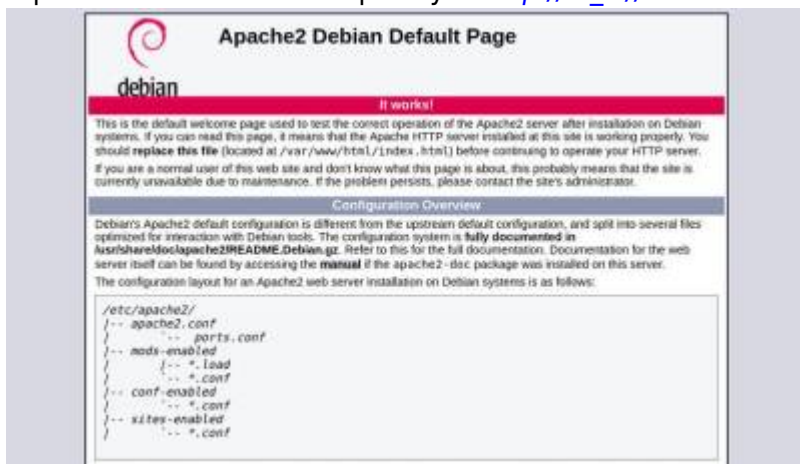 Apache2 Debian Default Page
debian
It works!
This is the default welcome page used to test the correct operation of the Apache2 server after installation on Debian
systems. If you can read this page, it means that the Apache HTTP server installed at this site is working properly. You
should replace this file (located at /var/www/html/index.html) before continuing to operate your HTTP server.
If you are a normal user of this web site and don't know what this page is about, this probably means that the site is
currently unavailable due to maintenance. If the problem persists, please contact the site's administrator.
Configuration Overview
Debian's Apache2 default configuration is different from the upstream default configuration, and split into several files
optimized for interaction with Debian tools. The configuration system is fully documented in
/usr/share/doc/apache2/README.Debian.gz. Refer to this for the full documentation. Documentation for the web
server itself can be found by accessing the manual if the apache2-doc package was installed on this server.
The configuration layout for an Apache2 web server installation on Debian systems is as follows:
/etc/apache2/
|-- apache2.conf
|       `--  ports.conf
|-- mods-enabled
|       |-- *.load
|       `-- *.conf
|-- conf-enabled
|       `-- *.conf
|-- sites-enabled
|       `-- *.conf